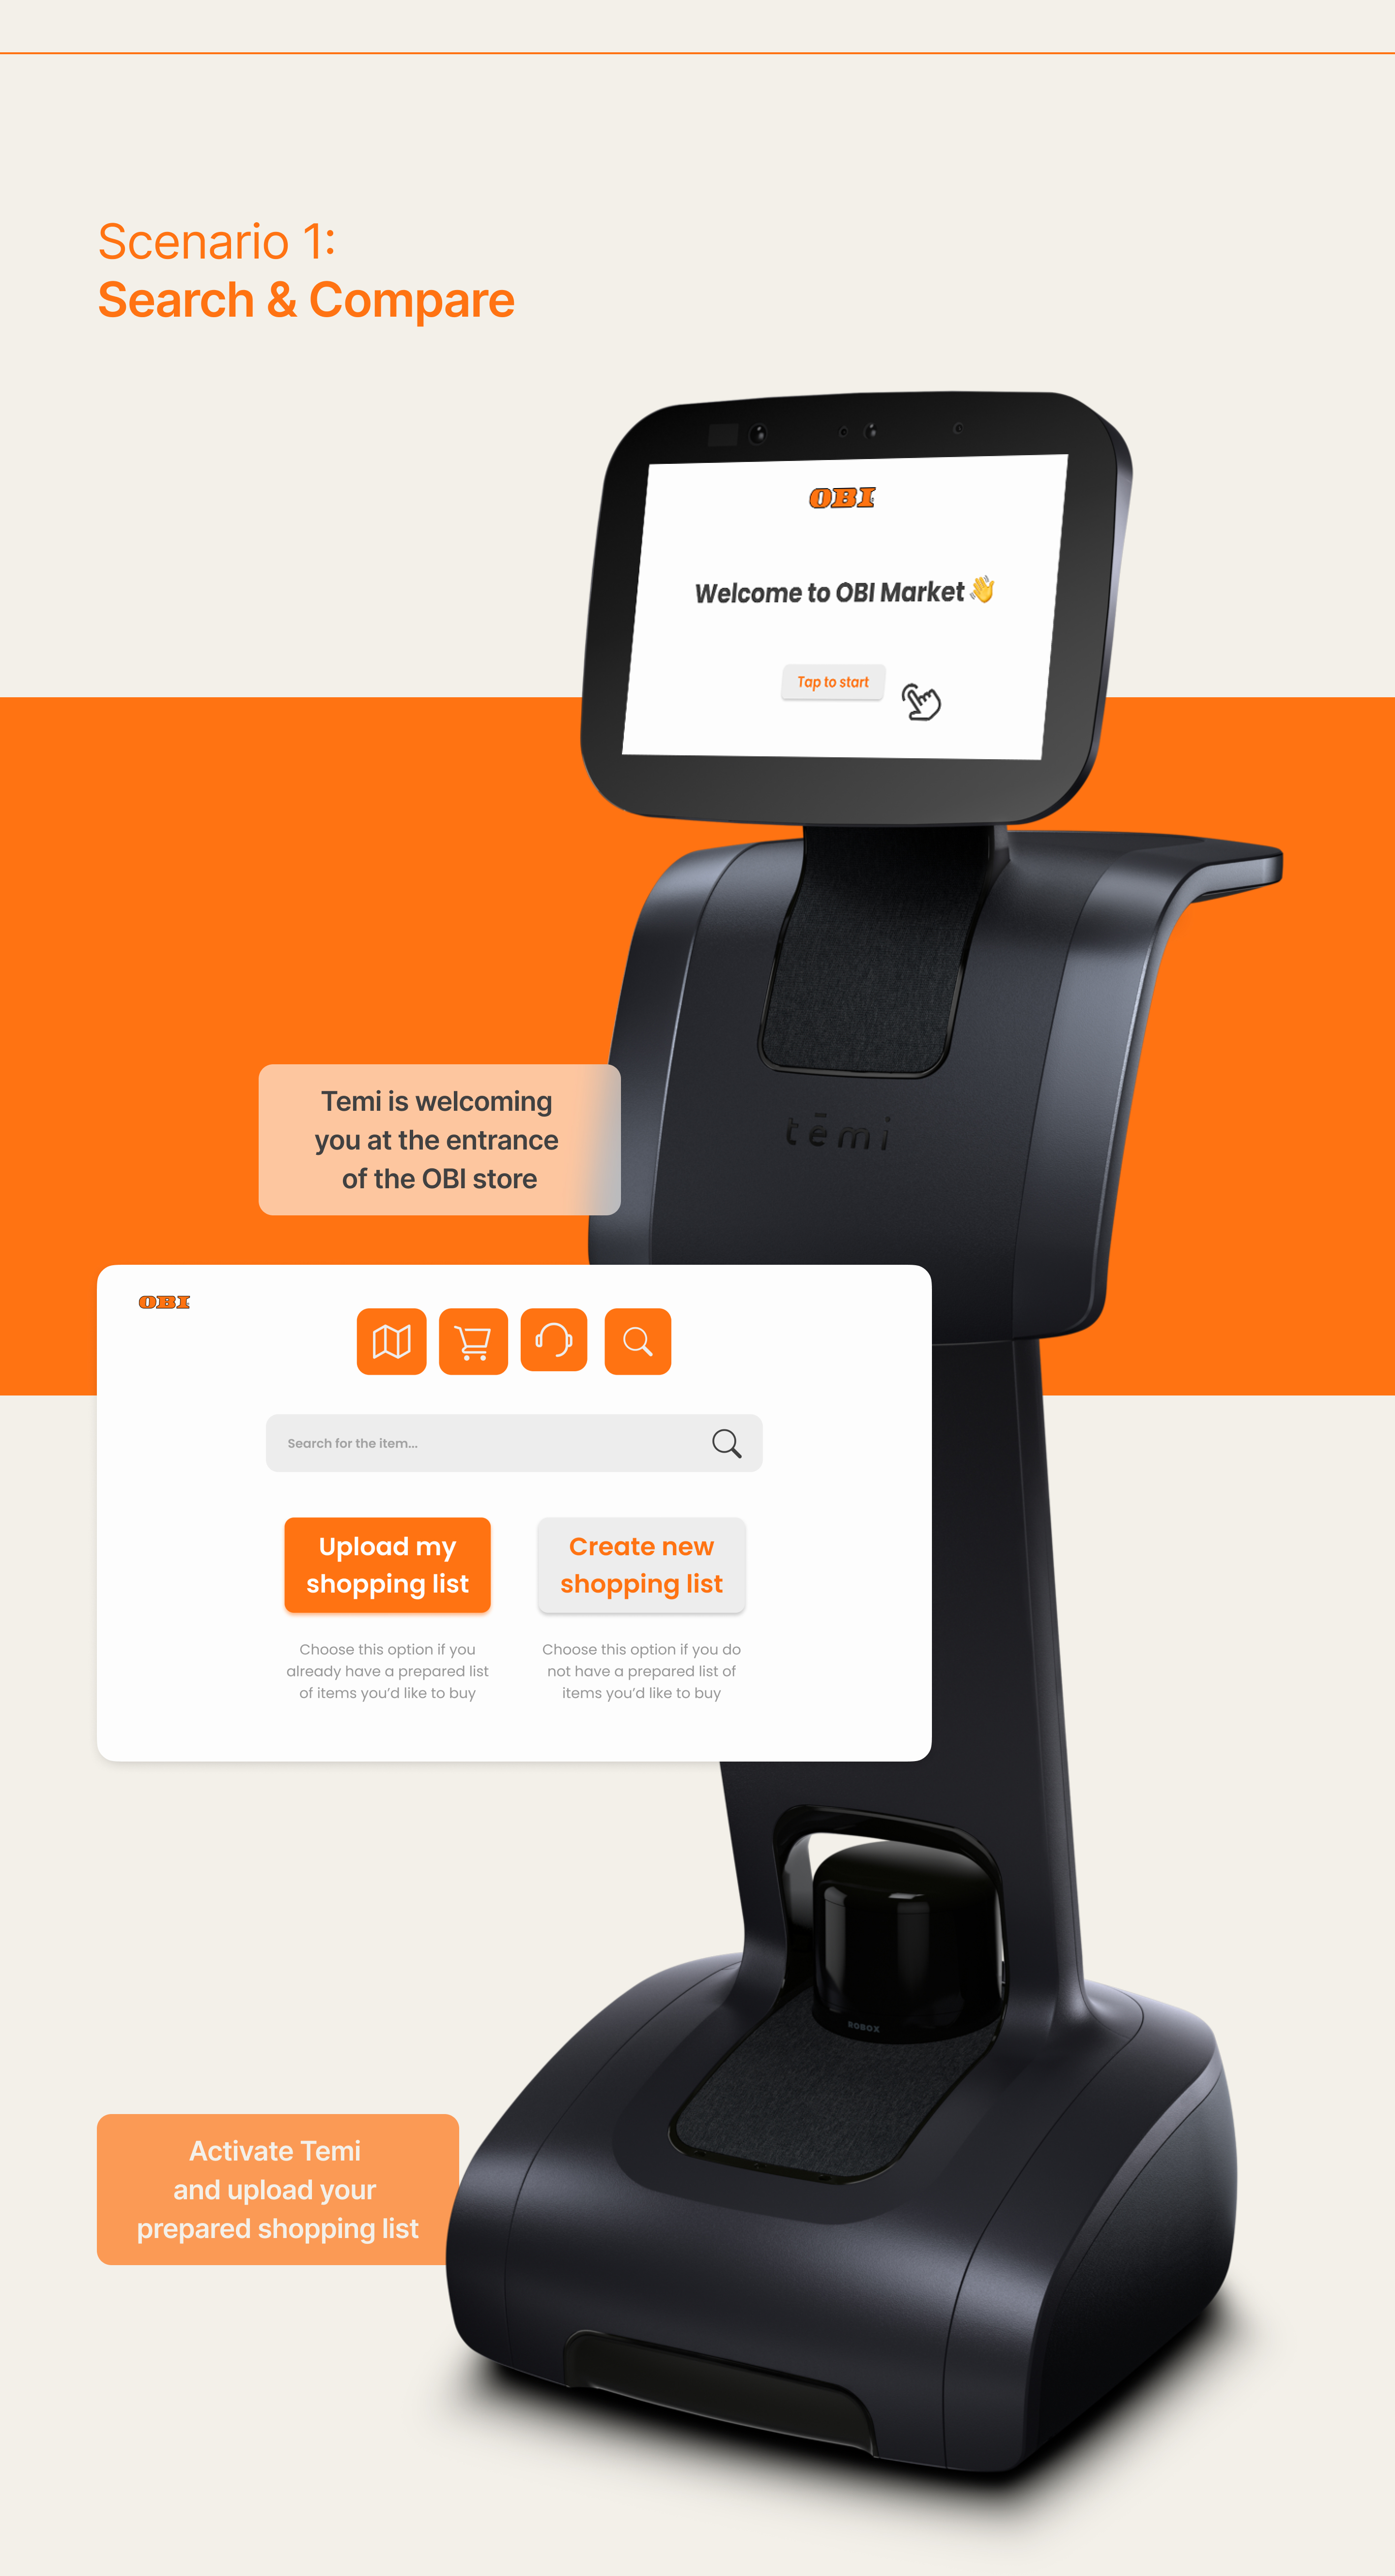 Scenario 1:
Search & Compare
OBI
Welcome to OBI Market 👋
Tap to start
Temi is welcoming
you at the entrance
of the OBI store
tēmi
OBI
Search for the item...
Upload my
shopping list
Choose this option if you
already have a prepared list
of items you'd like to buy
Create new
shopping list
Choose this option if you do
not have a prepared list of
items you'd like to buy
ROBOX
Activate Temi
and upload your
prepared shopping list